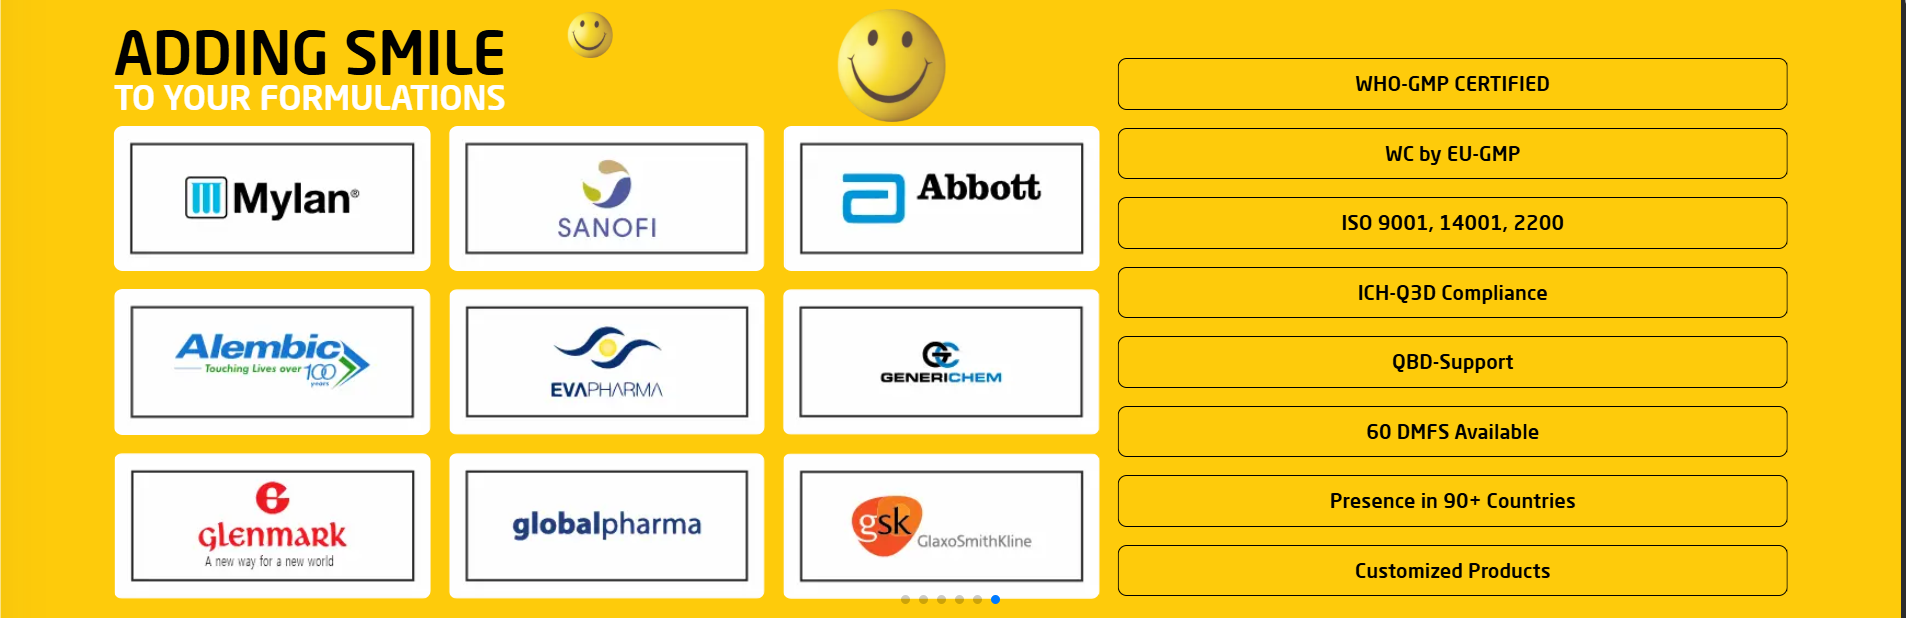 ADDING SMILE
TO YOUR FORMULATIONS
Mylan®
SANOFI
Abbott
Alembic
Touching Lives over 100 years
EVAPHARMA
GC
GENERICHEM
G
Glenmark
A new way for a new world
globalpharma
gsk
GlaxoSmithKline
WHO-GMP CERTIFIED
WC by EU-GMP
ISO 9001, 14001, 2200
ICH-Q3D Compliance
QBD-Support
60 DMFS Available
Presence in 90+ Countries
Customized Products